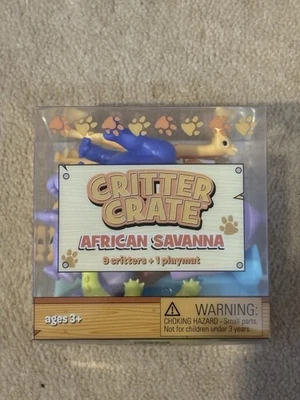 CRITTER
CRATE
AFRICAN SAVANNA
9 critters + 1 playmat
ages 3+
WARNING:
CHOKING HAZARD - Small parts.
Not for children under 3 years.